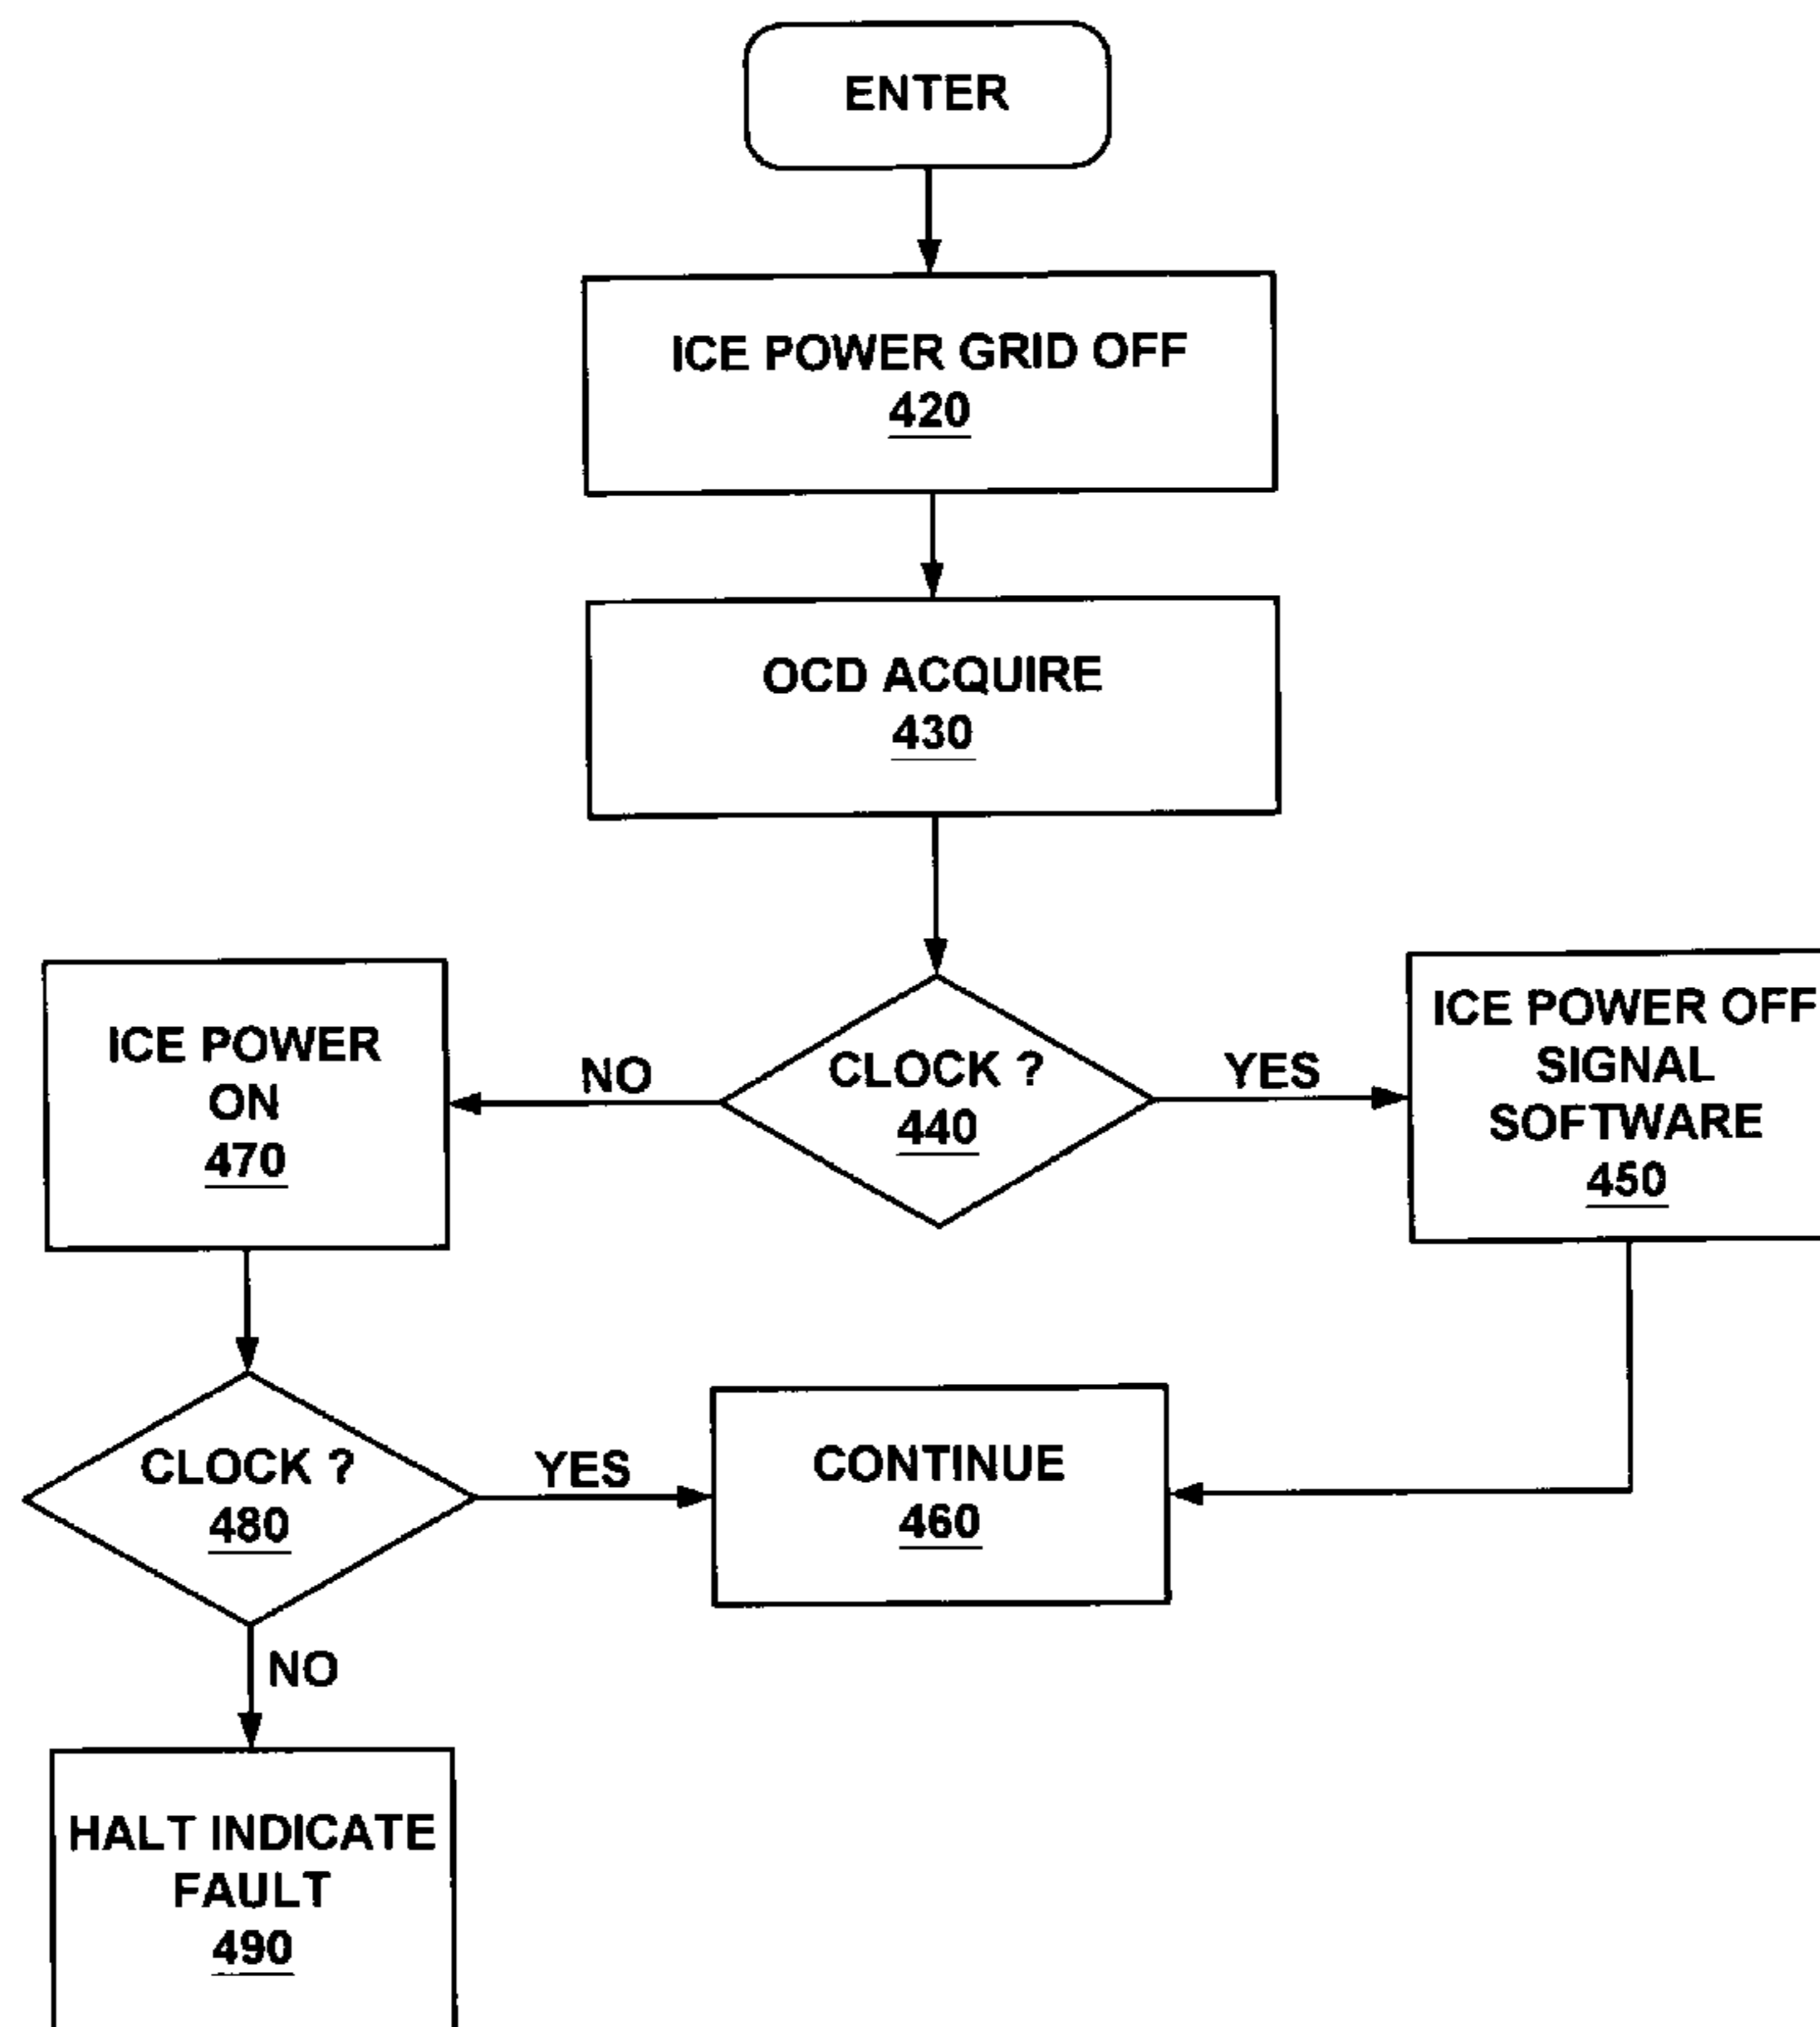 ENTER
ICE POWER GRID OFF
420
OCD ACQUIRE
430
ICE POWER
ON
470
NO
CLOCK ?
440
YES
ICE POWER OFF
SIGNAL
SOFTWARE
450
CLOCK ?
480
YES
CONTINUE
460
NO
HALT INDICATE
FAULT
490